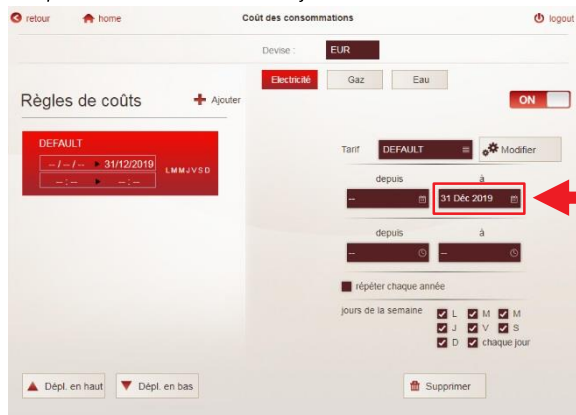 retour home Coût des consommations logout
Devise : EUR
Electricité Gaz Eau
Règles de coûts Ajouter
ON
DEFAULT
-- / -- / -- 31/12/2019
-- : -- -- : --
LMMJVSD
Tarif DEFAULT Modifier
depuis à
-- 31 Déc 2019
depuis à
-- --
répéter chaque année
jours de la semaine L M M
J V S
D chaque jour
Dépl. en haut Dépl. en bas Supprimer